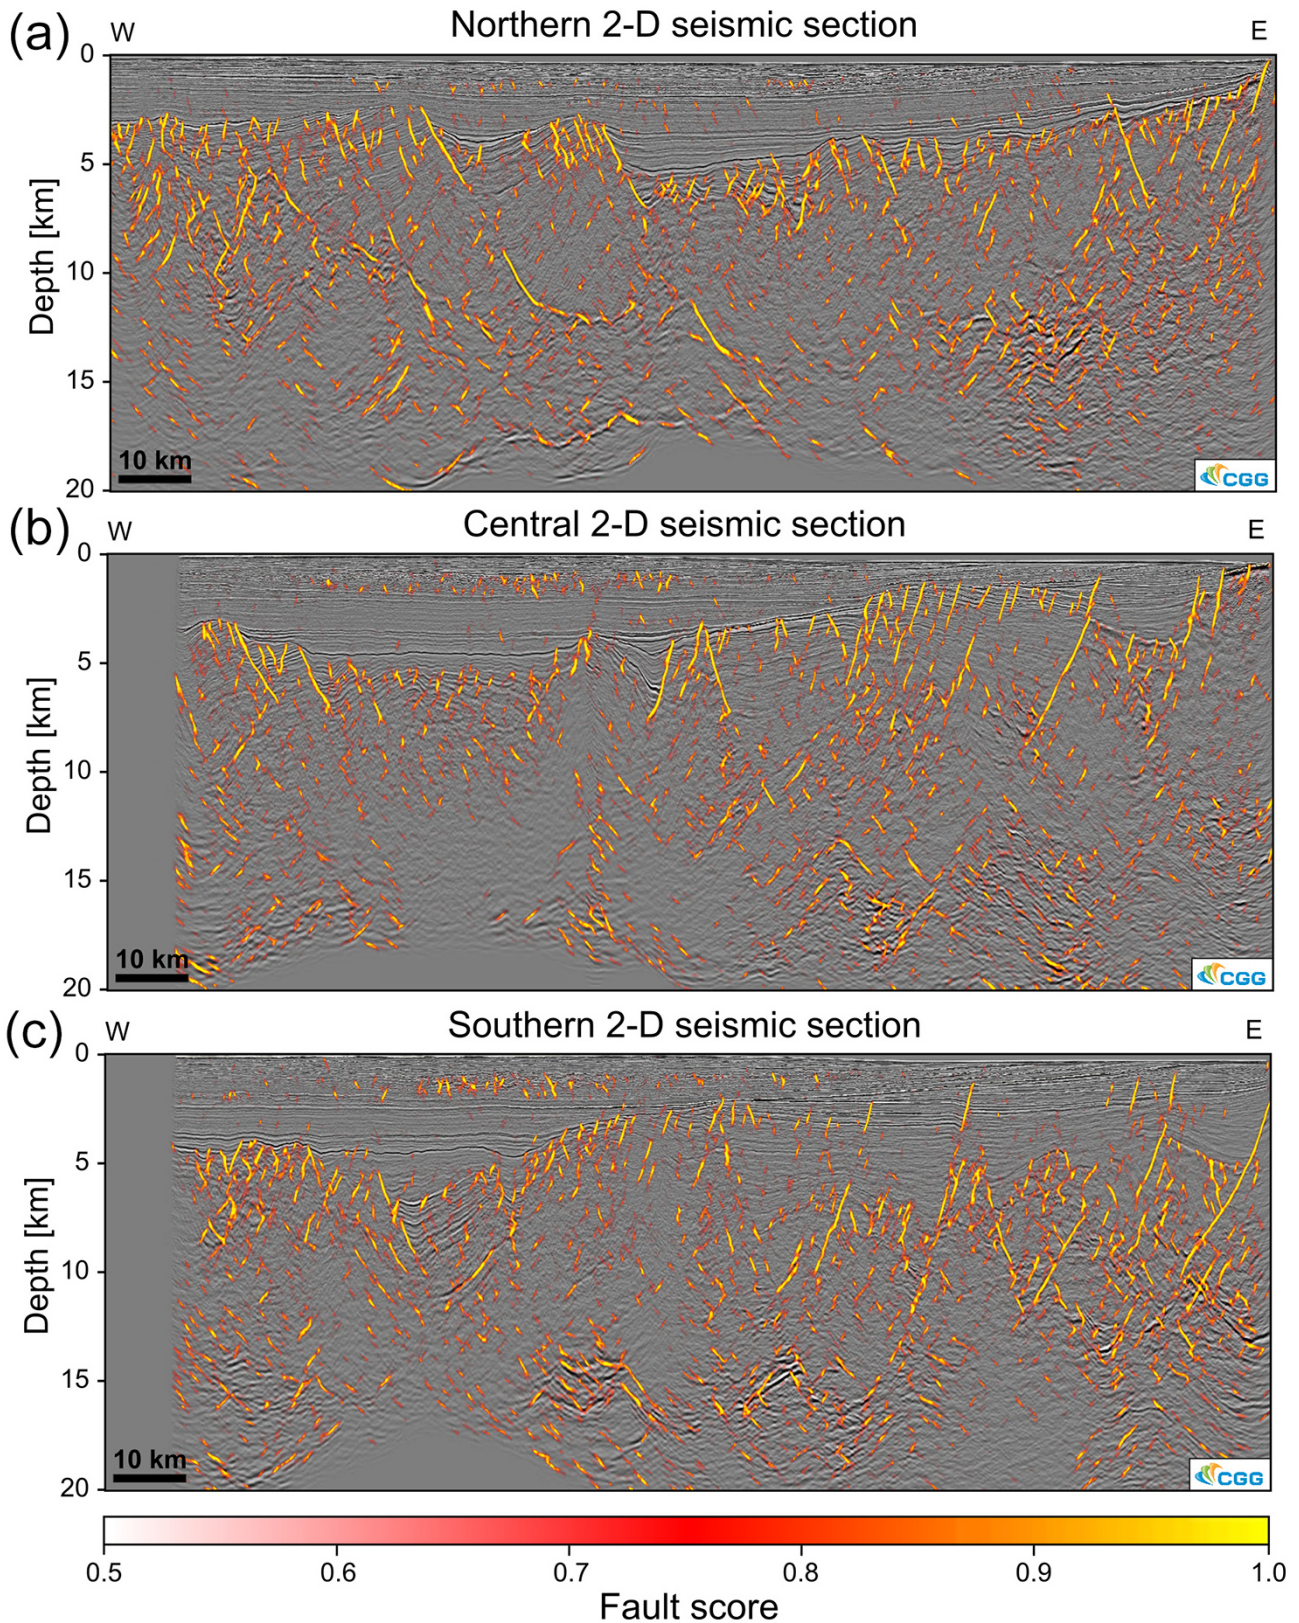 (a) W Northern 2-D seismic section E
0
5
10
15
20
Depth [km]
10 km
CGG
(b) W Central 2-D seismic section E
0
5
10
15
20
Depth [km]
10 km
CGG
(c) W Southern 2-D seismic section E
0
5
10
15
20
Depth [km]
10 km
CGG
0.5 0.6 0.7 0.8 0.9 1.0
Fault score